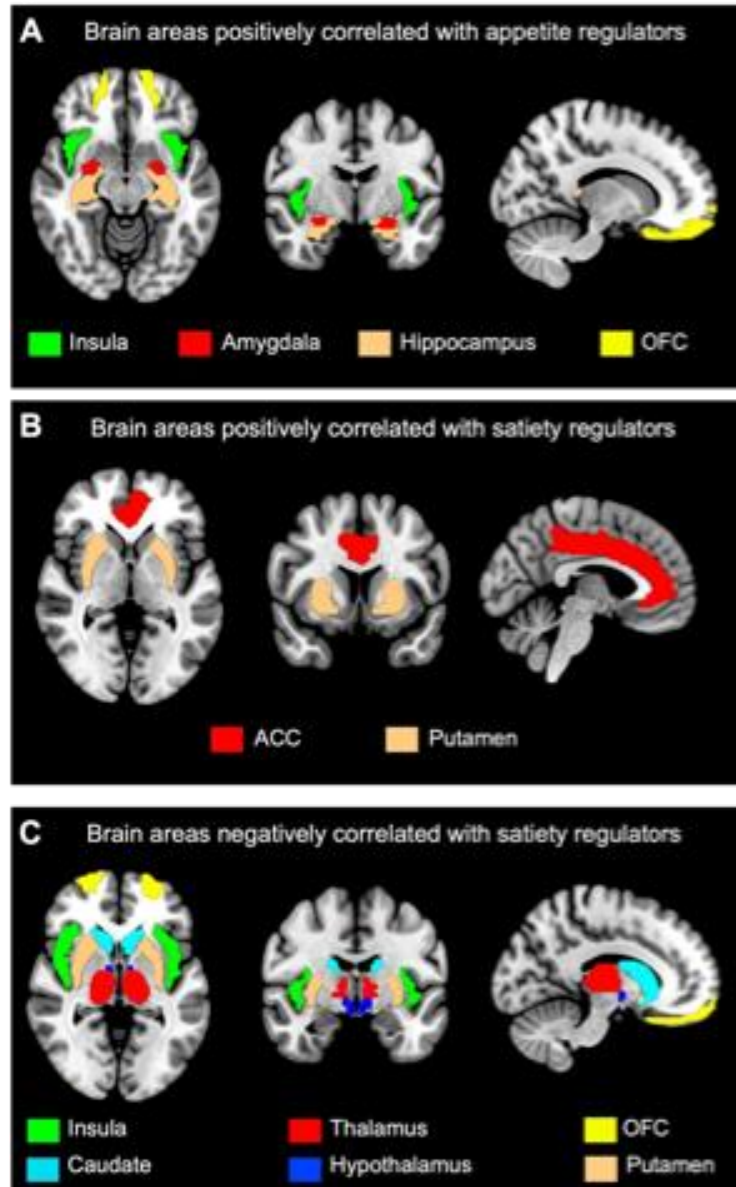 A Brain areas positively correlated with appetite regulators
Insula Amygdala Hippocampus OFC
B Brain areas positively correlated with satiety regulators
ACC Putamen
C Brain areas negatively correlated with satiety regulators
Insula Thalamus OFC
Caudate Hypothalamus Putamen